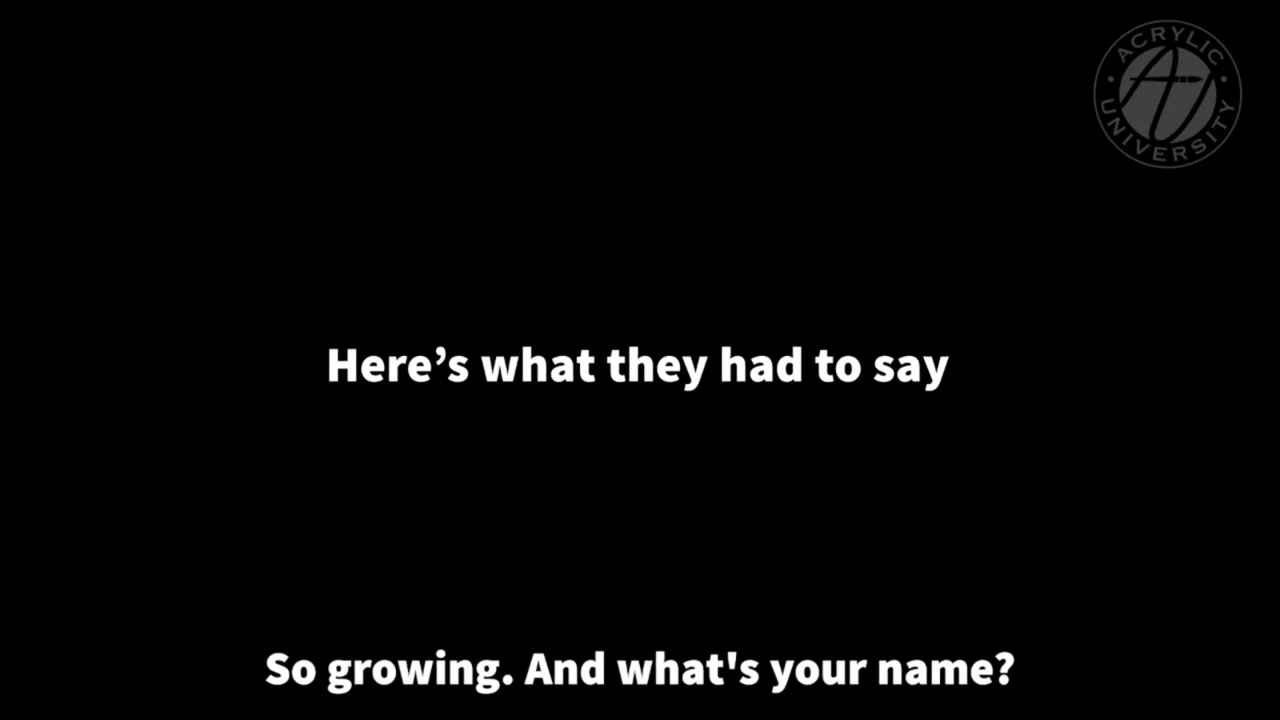 ACRYLIC
UNIVERSITY
Here’s what they had to say
So growing. And what's your name?